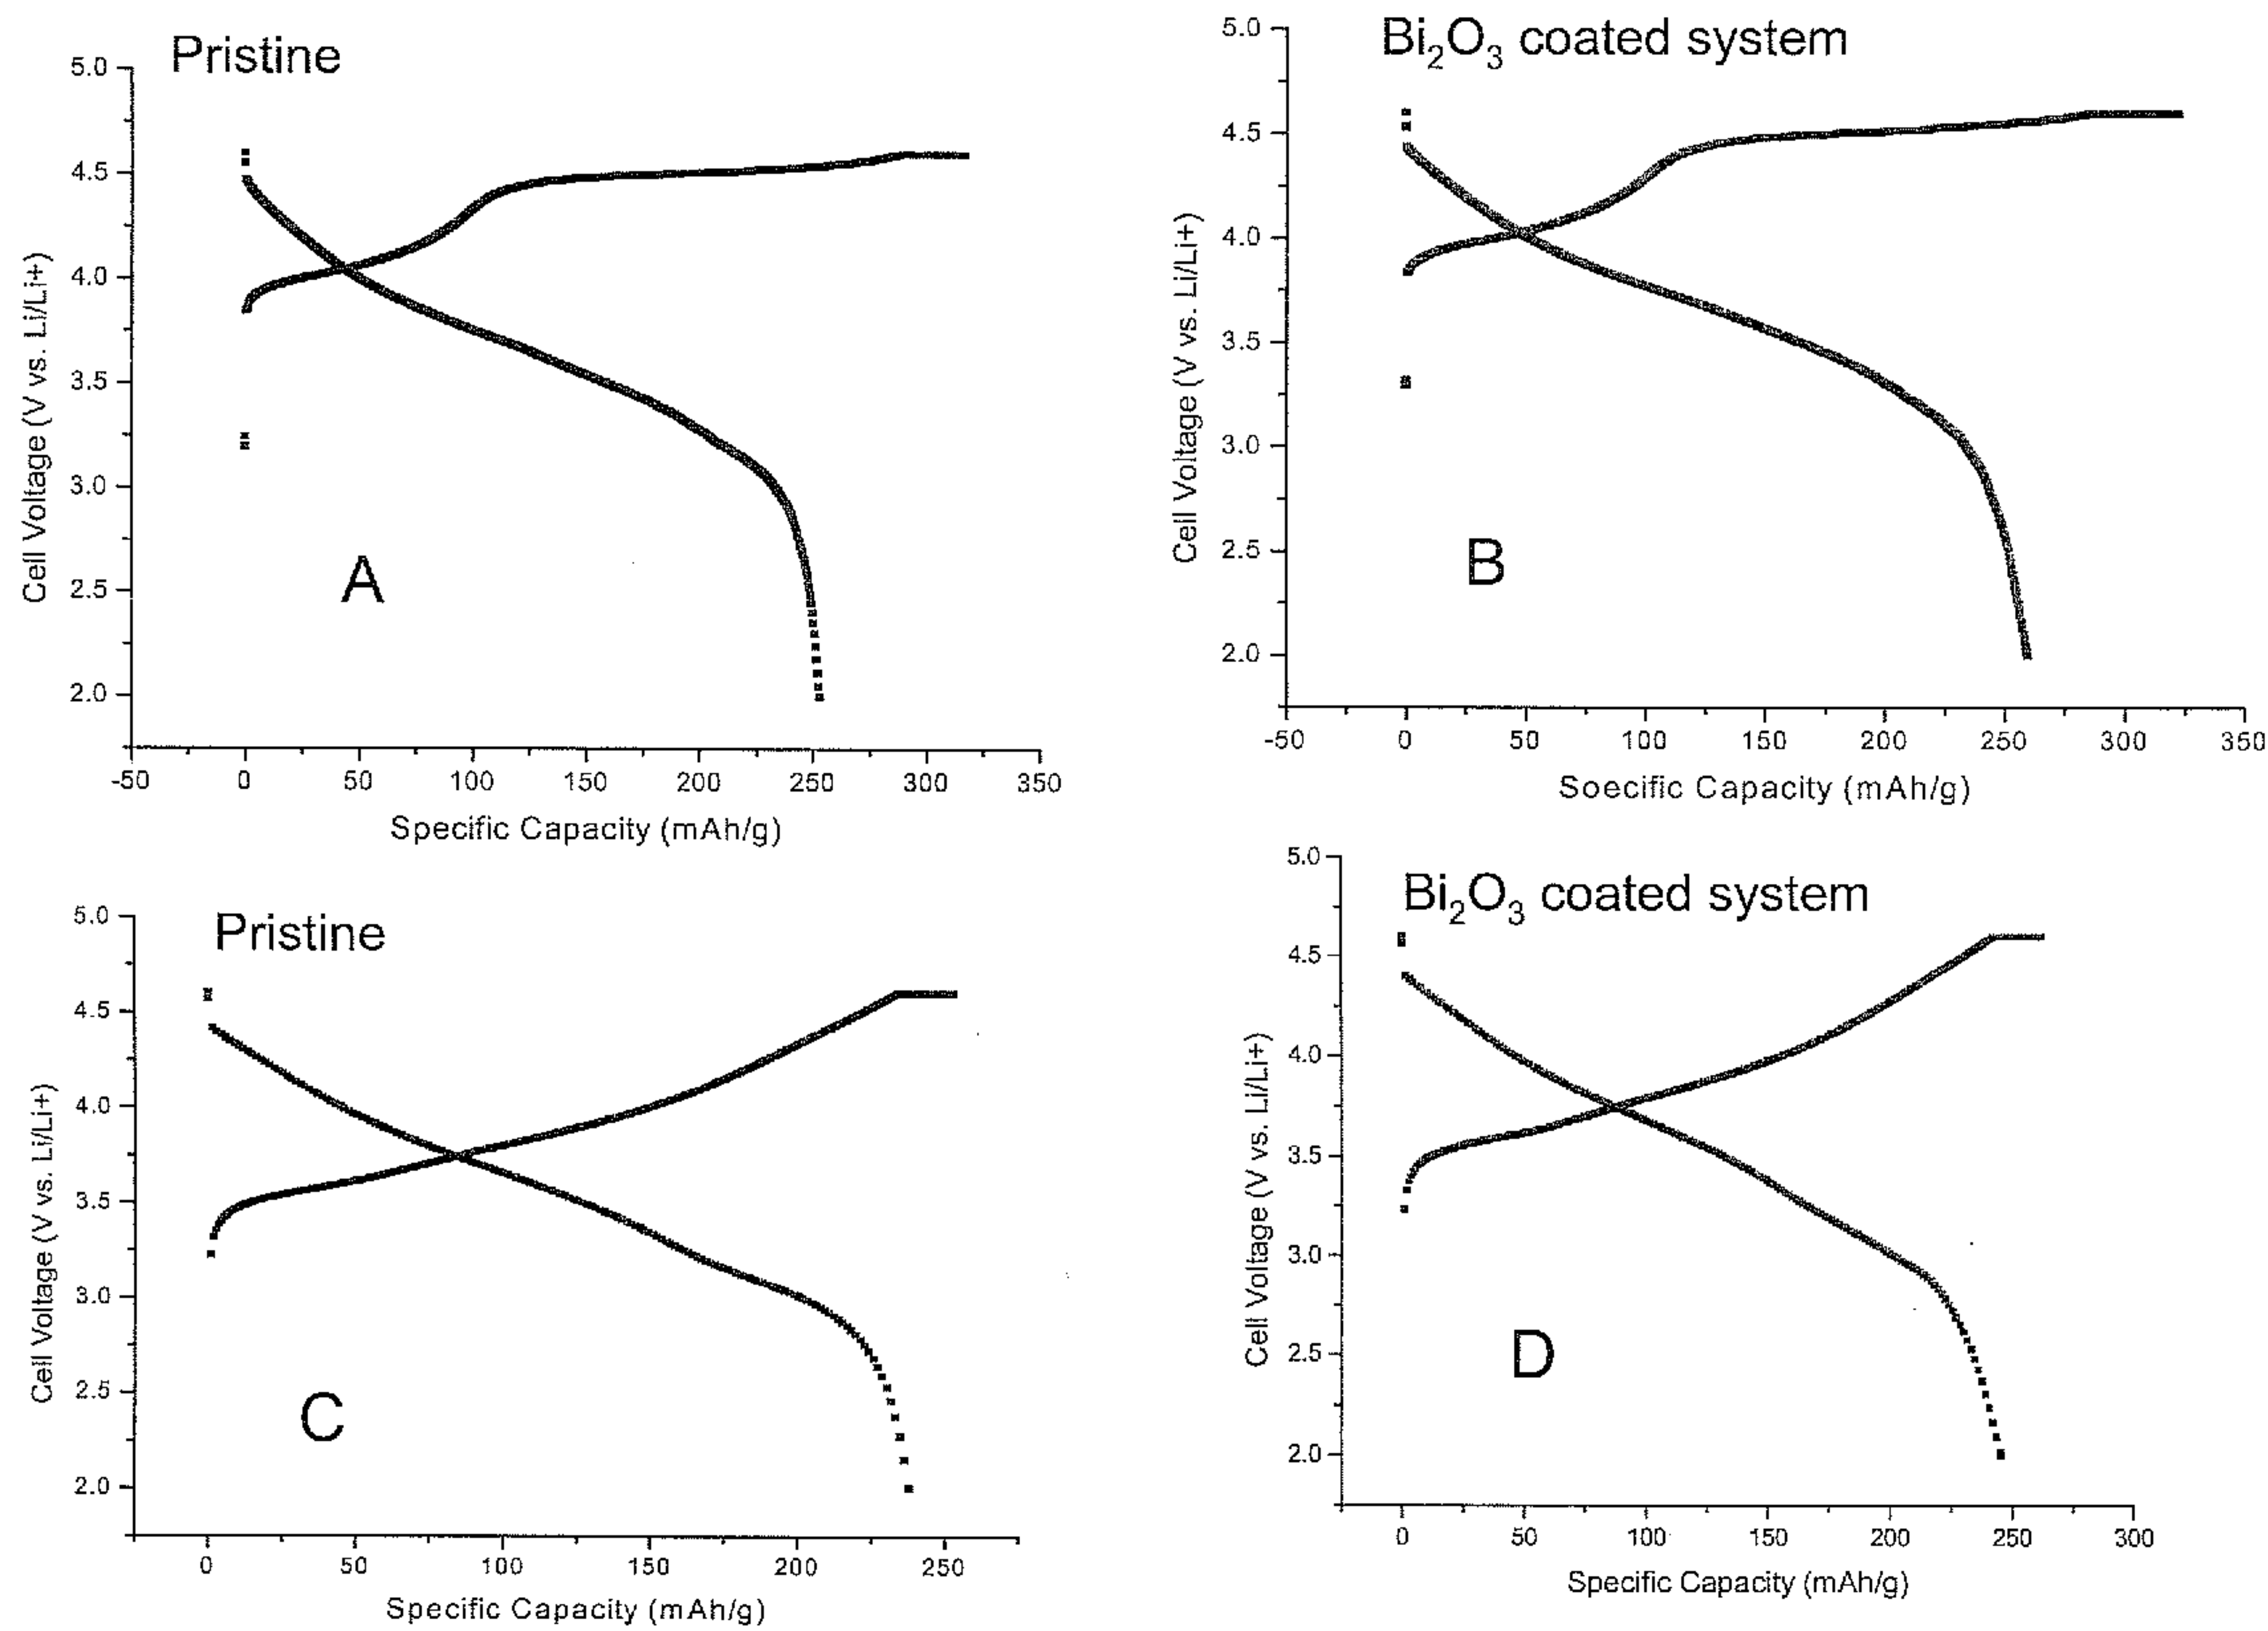 Pristine
5.0
4.5
4.0
3.5
3.0
2.5
2.0
Cell Voltage (V vs. Li/Li+)
A
-50 0 50 100 150 200 250 300 350
Specific Capacity (mAh/g)
Bi₂O₃ coated system
5.0
4.5
4.0
3.5
3.0
2.5
2.0
Cell Voltage (V vs. Li/Li+)
B
-50 0 50 100 150 200 250 300 350
Soecific Capacity (mAh/g)
Pristine
5.0
4.5
4.0
3.5
3.0
2.5
2.0
Cell Voltage (V vs. Li/Li+)
C
0 50 100 150 200 250
Specific Capacity (mAh/g)
Bi₂O₃ coated system
5.0
4.5
4.0
3.5
3.0
2.5
2.0
Cell Voltage (V vs. Li/Li+)
D
0 50 100 150 200 250 300
Specific Capacity (mAh/g)